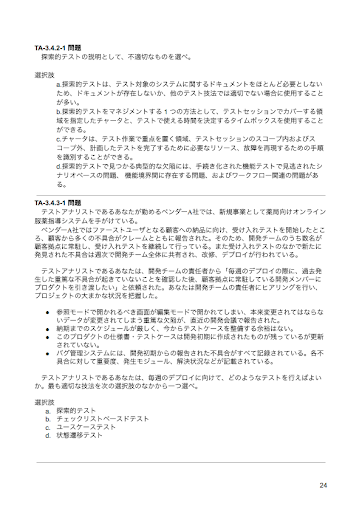 TA-3.4.2-1 問題
探索的テストの説明として、不適切なものを選べ。
選択肢
a.探索的テストは、テスト対象のシステムに関するドキュメントをほとんど必要としない
ため、ドキュメントが存在しないか、他のテスト技法では適切でない場合に使用すること
が多い。
b.探索的テストをマネジメントする 1 つの方法として、テストセッションでカバーする領
域を指定したチャータと、テストで使える時間を決定するタイムボックスを使用すること
ができる。
c.チャータは、テスト作業で重点を置く領域、テストセッションのスコープ内およびス
コープ外、計画したテストを完了するために必要なリソース、故障を再現するための手順
を識別することができる。
d.探索的テストで見つかる典型的な欠陥には、手続き化された機能テストで見逃されたシ
ナリオベースの問題、機能境界間に存在する問題、およびワークフロー関連の問題があ
る。
TA-3.4.3-1 問題
テストアナリストであるあなたが勤めるベンダーA社では、新規事業として薬局向けオンライン
服薬指導システムを手がけている。
ベンダーA社ではファーストユーザとなる顧客への納品に向け、受け入れテストを開始したとこ
ろ、顧客から多くの不具合がクレームとともに報告された。そのため、開発チームのうち数名が
顧客拠点に常駐し、受け入れテストを継続して行っている。また受け入れテストのなかで新たに
発見された不具合は週次で開発チーム全体に共有され、改修、デプロイが行われている。
テストアナリストであるあなたは、開発チームの責任者から「毎週のデプロイの際に、過去発
生した重篤な不具合が起きていないことを確認した後、顧客拠点に常駐している開発メンバーに
プロダクトを引き渡したい」と依頼された。あなたは開発チームの責任者にヒアリングを行い、
プロジェクトの大まかな状況を把握した。
● 参照モードで開かれるべき画面が編集モードで開かれてしまい、本来変更されてはならな
いデータが変更されてしまう重篤な欠陥が、直近の開発会議で報告された。
● 納期までのスケジュールが厳しく、今からテストケースを整備する余裕はない。
● このプロダクトの仕様書・テストケースは開発初期に作成されたものが残っているが更新
されていない。
● バグ管理システムには、開発初期からの報告された不具合がすべて記録されている。各不
具合に対して重要度、発生モジュール、解決状況などが記載されている。
テストアナリストであるあなたは、毎週のデプロイに向けて、どのようなテストを行えばよい
か。最も適切な技法を次の選択肢のなかから一つ選べ。
選択肢
a. 探索的テスト
b. チェックリストベースドテスト
c. ユースケーステスト
d. 状態遷移テスト
24